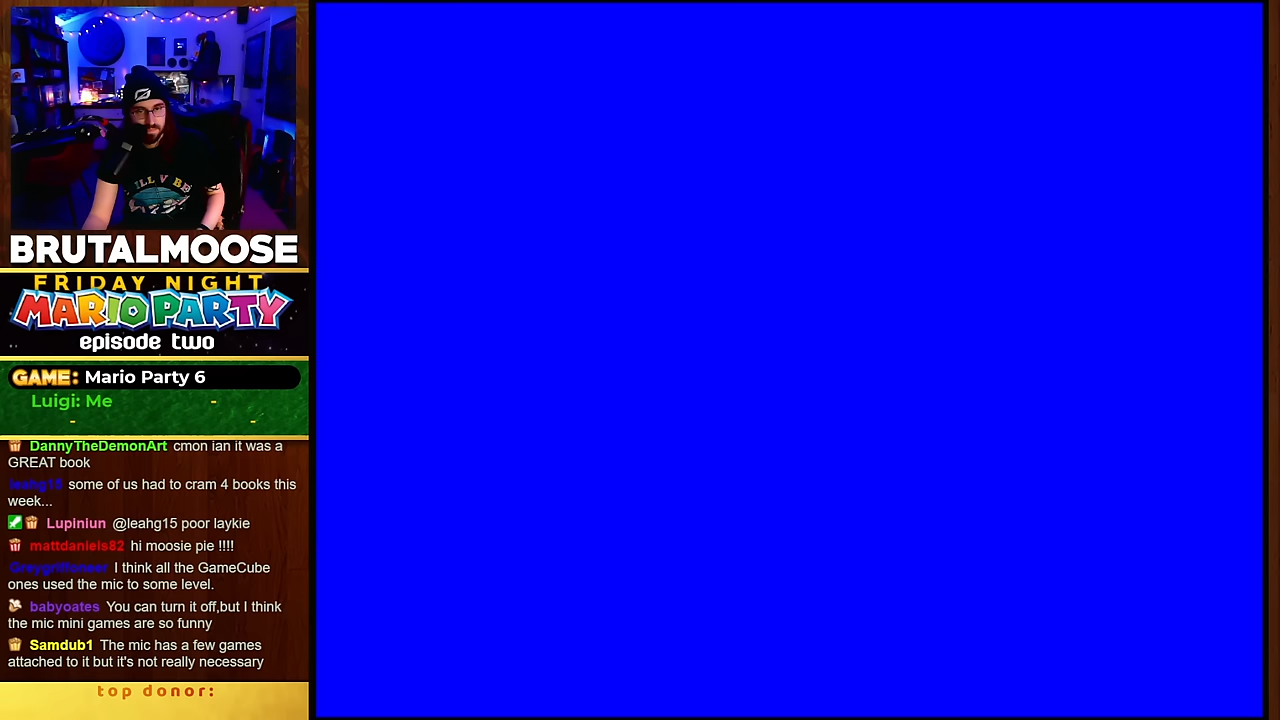 BRUTALMOOSE
FRIDAY NIGHT
MARIO PARTY
episode two
GAME: Mario Party 6
Luigi: Me
-
-
-
DannyTheDemonArt cmon ian it was a
GREAT book
leahg15 some of us had to cram 4 books this
week...
Lupiniun @leahg15 poor laykie
mattdaniels82 hi moosie pie !!!!
Greygriffoneer I think all the GameCube
ones used the mic to some level.
babyoates You can turn it off,but I think
the mic mini games are so funny
Samdub1 The mic has a few games
attached to it but it's not really necessary
top donor: